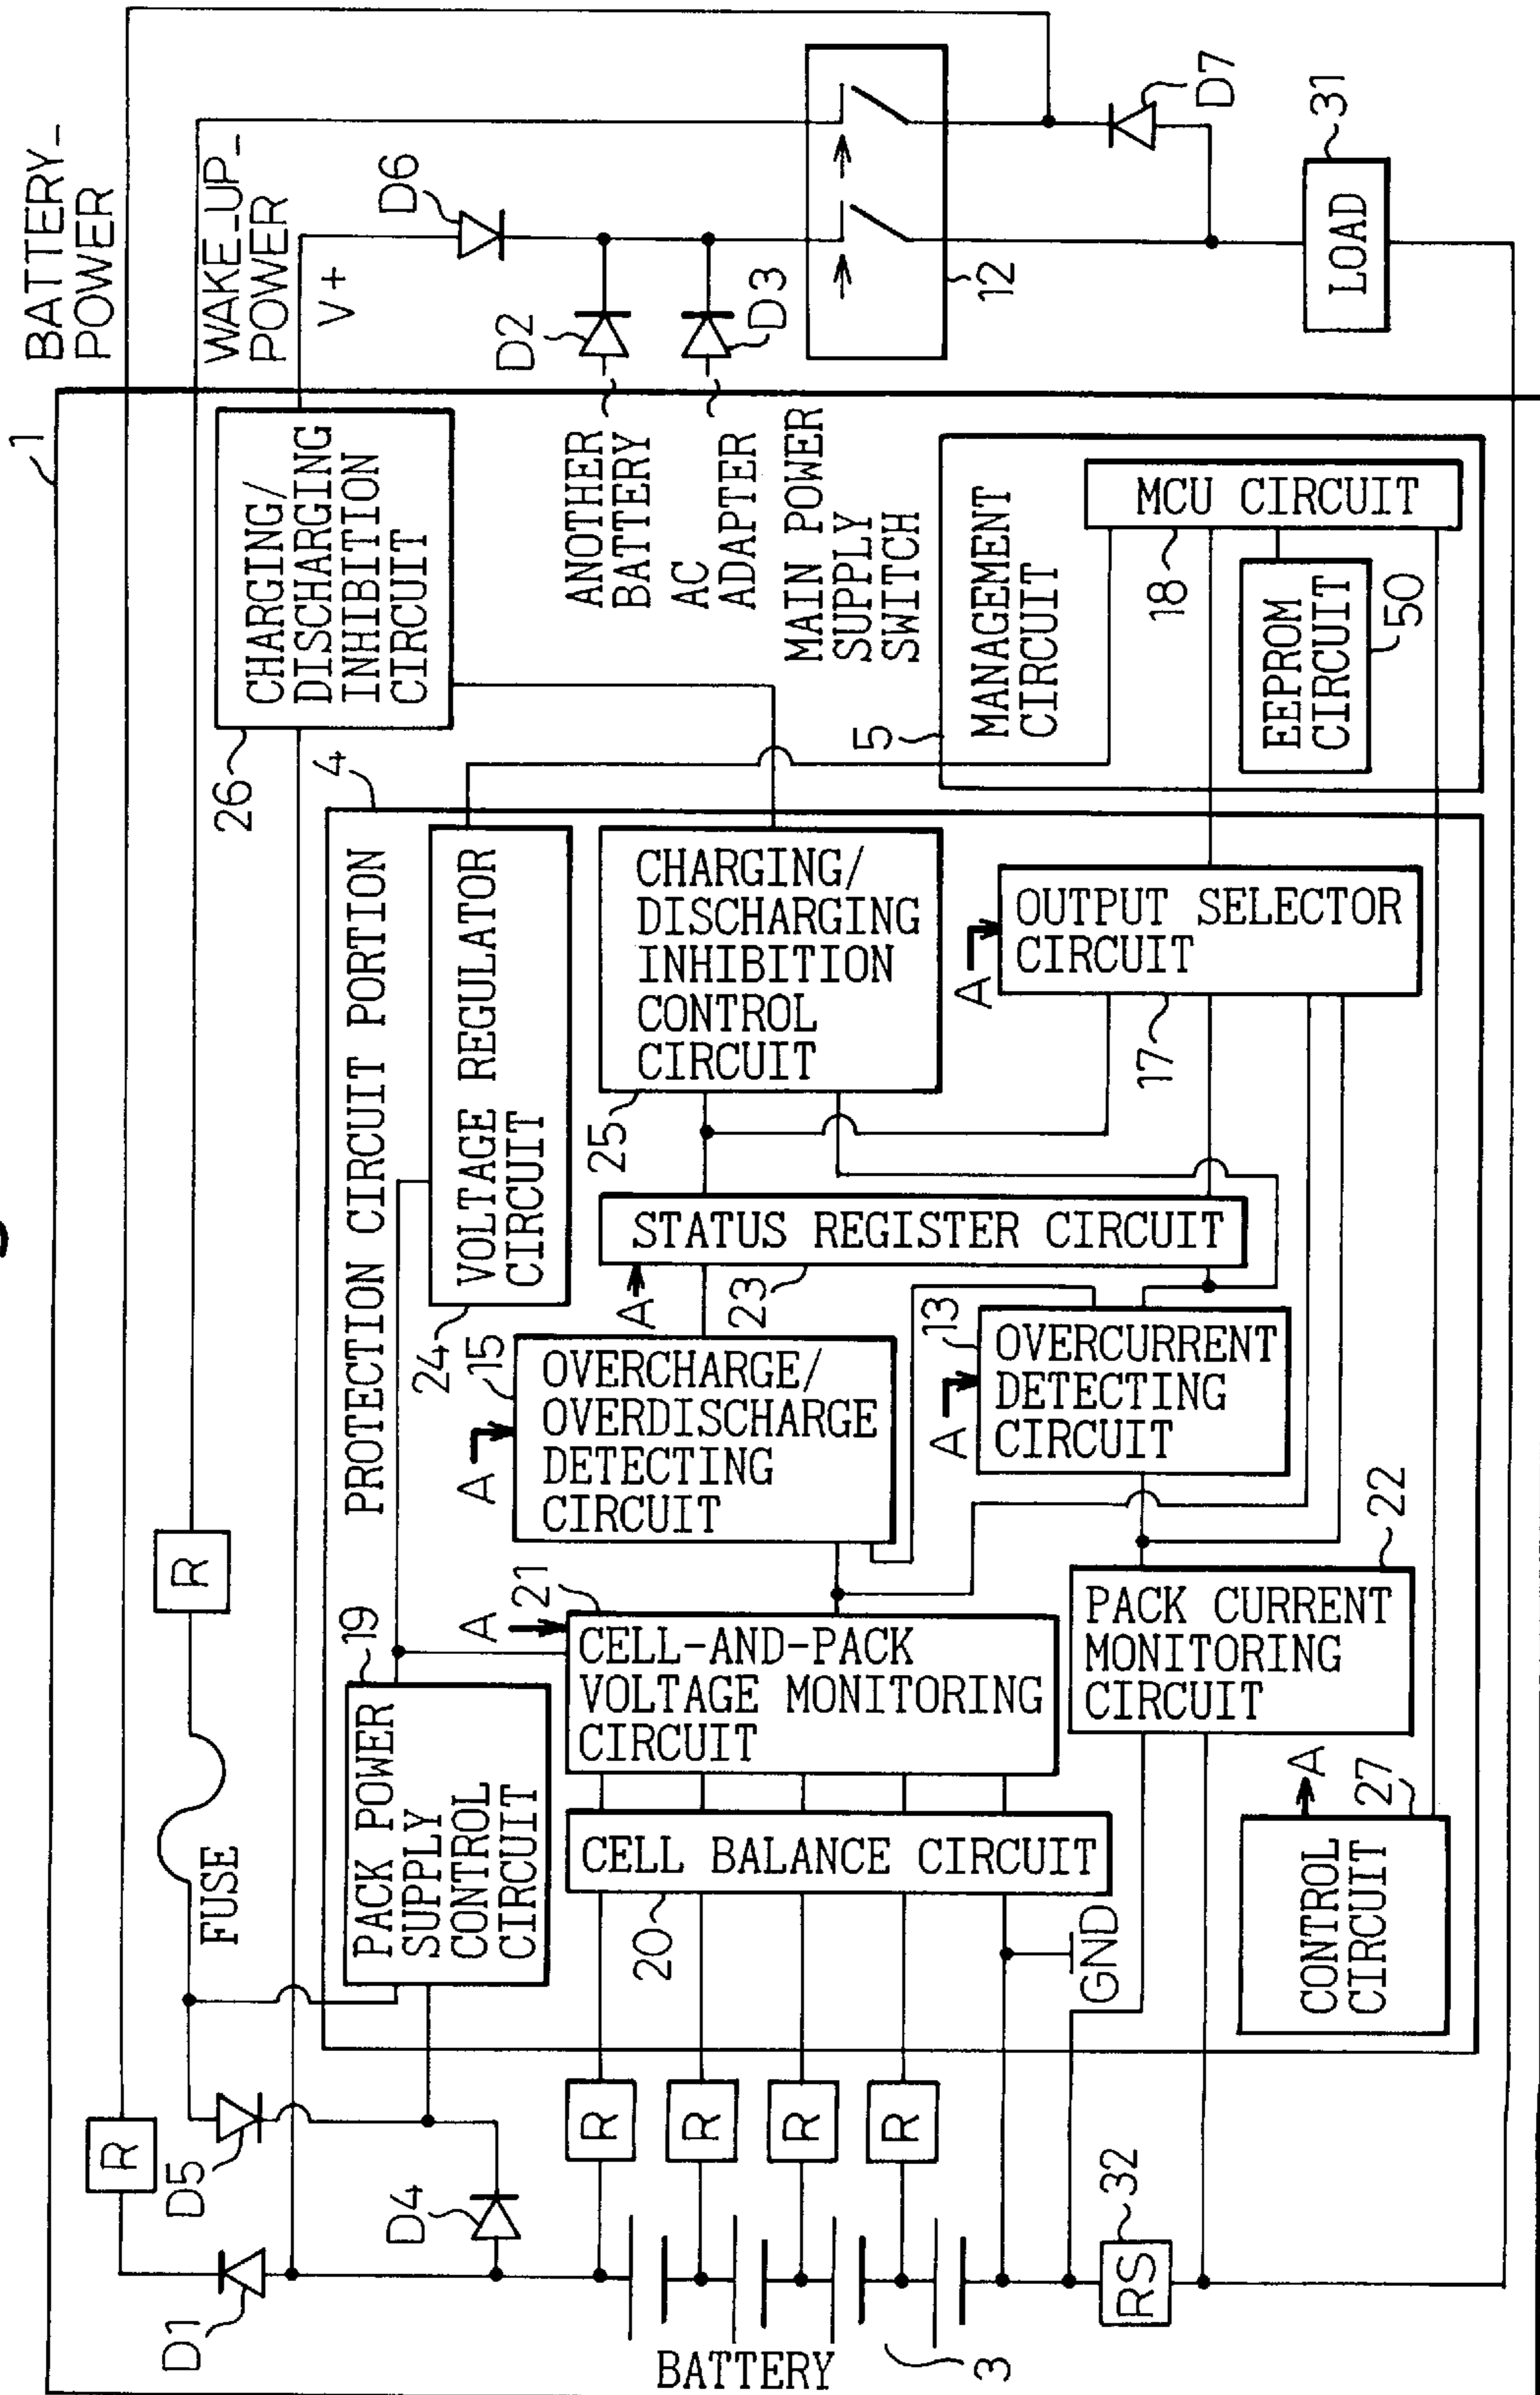 1
BATTERY_
POWER
WAKE_UP_
POWER
V+
D6
D2
D3
12
D7
31
LOAD
CHARGING/
DISCHARGING
INHIBITION
CIRCUIT
26
ANOTHER
BATTERY
AC
ADAPTER
MAIN POWER
SUPPLY
SWITCH
5
MANAGEMENT
CIRCUIT
MCU CIRCUIT
18
EEPROM
CIRCUIT
50
4
PROTECTION CIRCUIT PORTION
VOLTAGE REGULATOR
CIRCUIT
24
CHARGING/
DISCHARGING
INHIBITION
CONTROL
CIRCUIT
25
A
OUTPUT SELECTOR
CIRCUIT
17
STATUS REGISTER CIRCUIT
A
23
15
A
OVERCHARGE/
OVERDISCHARGE
DETECTING
CIRCUIT
13
A
OVERCURRENT
DETECTING
CIRCUIT
R
FUSE
19
PACK POWER
SUPPLY
CONTROL
CIRCUIT
A
21
CELL-AND-PACK
VOLTAGE MONITORING
CIRCUIT
22
PACK CURRENT
MONITORING
CIRCUIT
CELL BALANCE CIRCUIT
20
GND
A
27
CONTROL
CIRCUIT
R
D5
D1
D4
R
R
R
R
BATTERY
3
RS
32